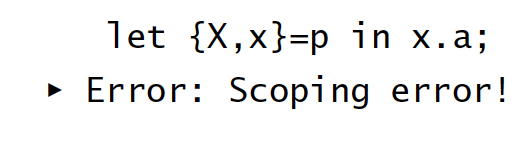 let {X,x}=p in x.a;
▸ Error: Scoping error!